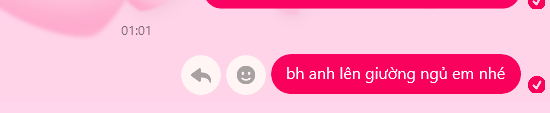 01:01
bh anh lên giường ngủ em nhé